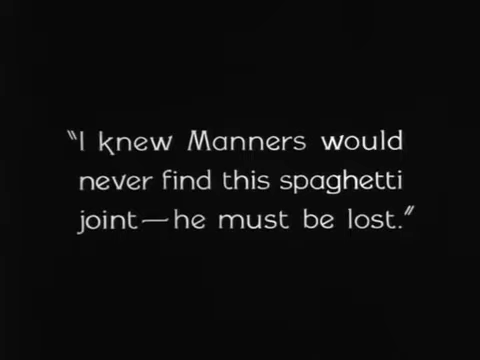 "I knew Manners would
never find this spaghetti
joint—he must be lost."